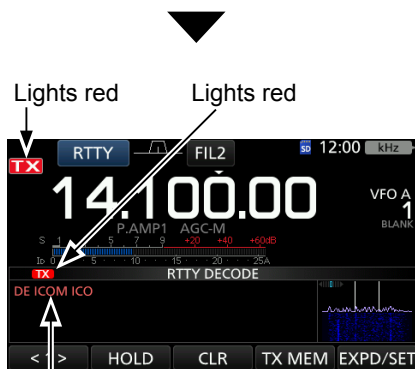 Lights red Lights red
RTTY FIL2 SD 12:00 kHz
TX
14.100.00 VFO A
1
P.AMP1 AGC-M BLANK
S 1 5 7 9 +20 +40 +60dB
ID 0 5 10 15 20 25A
TX RTTY DECODE
DE ICOM ICO
< 1 > HOLD CLR TX MEM EXPD/SET